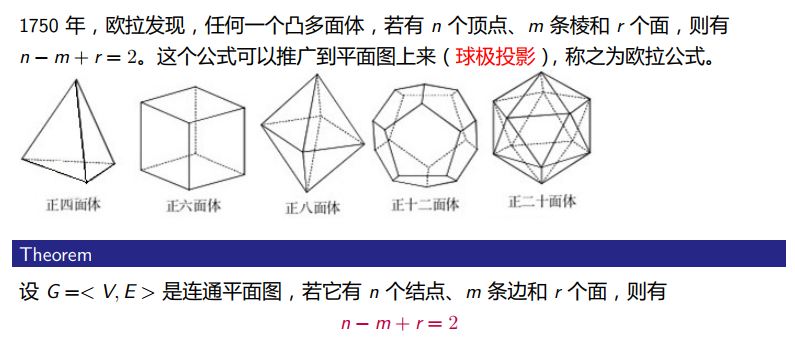 1750 年，欧拉发现，任何一个凸多面体，若有 n 个顶点、m 条棱和 r 个面，则有
n − m + r = 2。这个公式可以推广到平面图上来（球极投影），称之为欧拉公式。
正四面体 正六面体 正八面体 正十二面体 正二十面体
Theorem
设 G =< V, E > 是连通平面图，若它有 n 个结点、m 条边和 r 个面，则有
n − m + r = 2